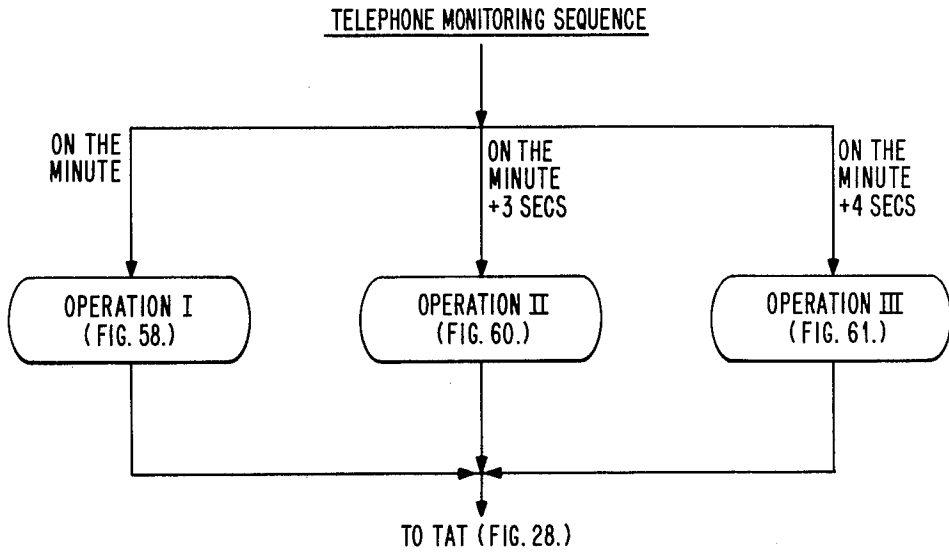 TELEPHONE MONITORING SEQUENCE
ON THE
MINUTE
ON THE
MINUTE
+3 SECS
ON THE
MINUTE
+4 SECS
OPERATION I
(FIG. 58.)
OPERATION II
(FIG. 60.)
OPERATION III
(FIG. 61.)
TO TAT (FIG. 28.)